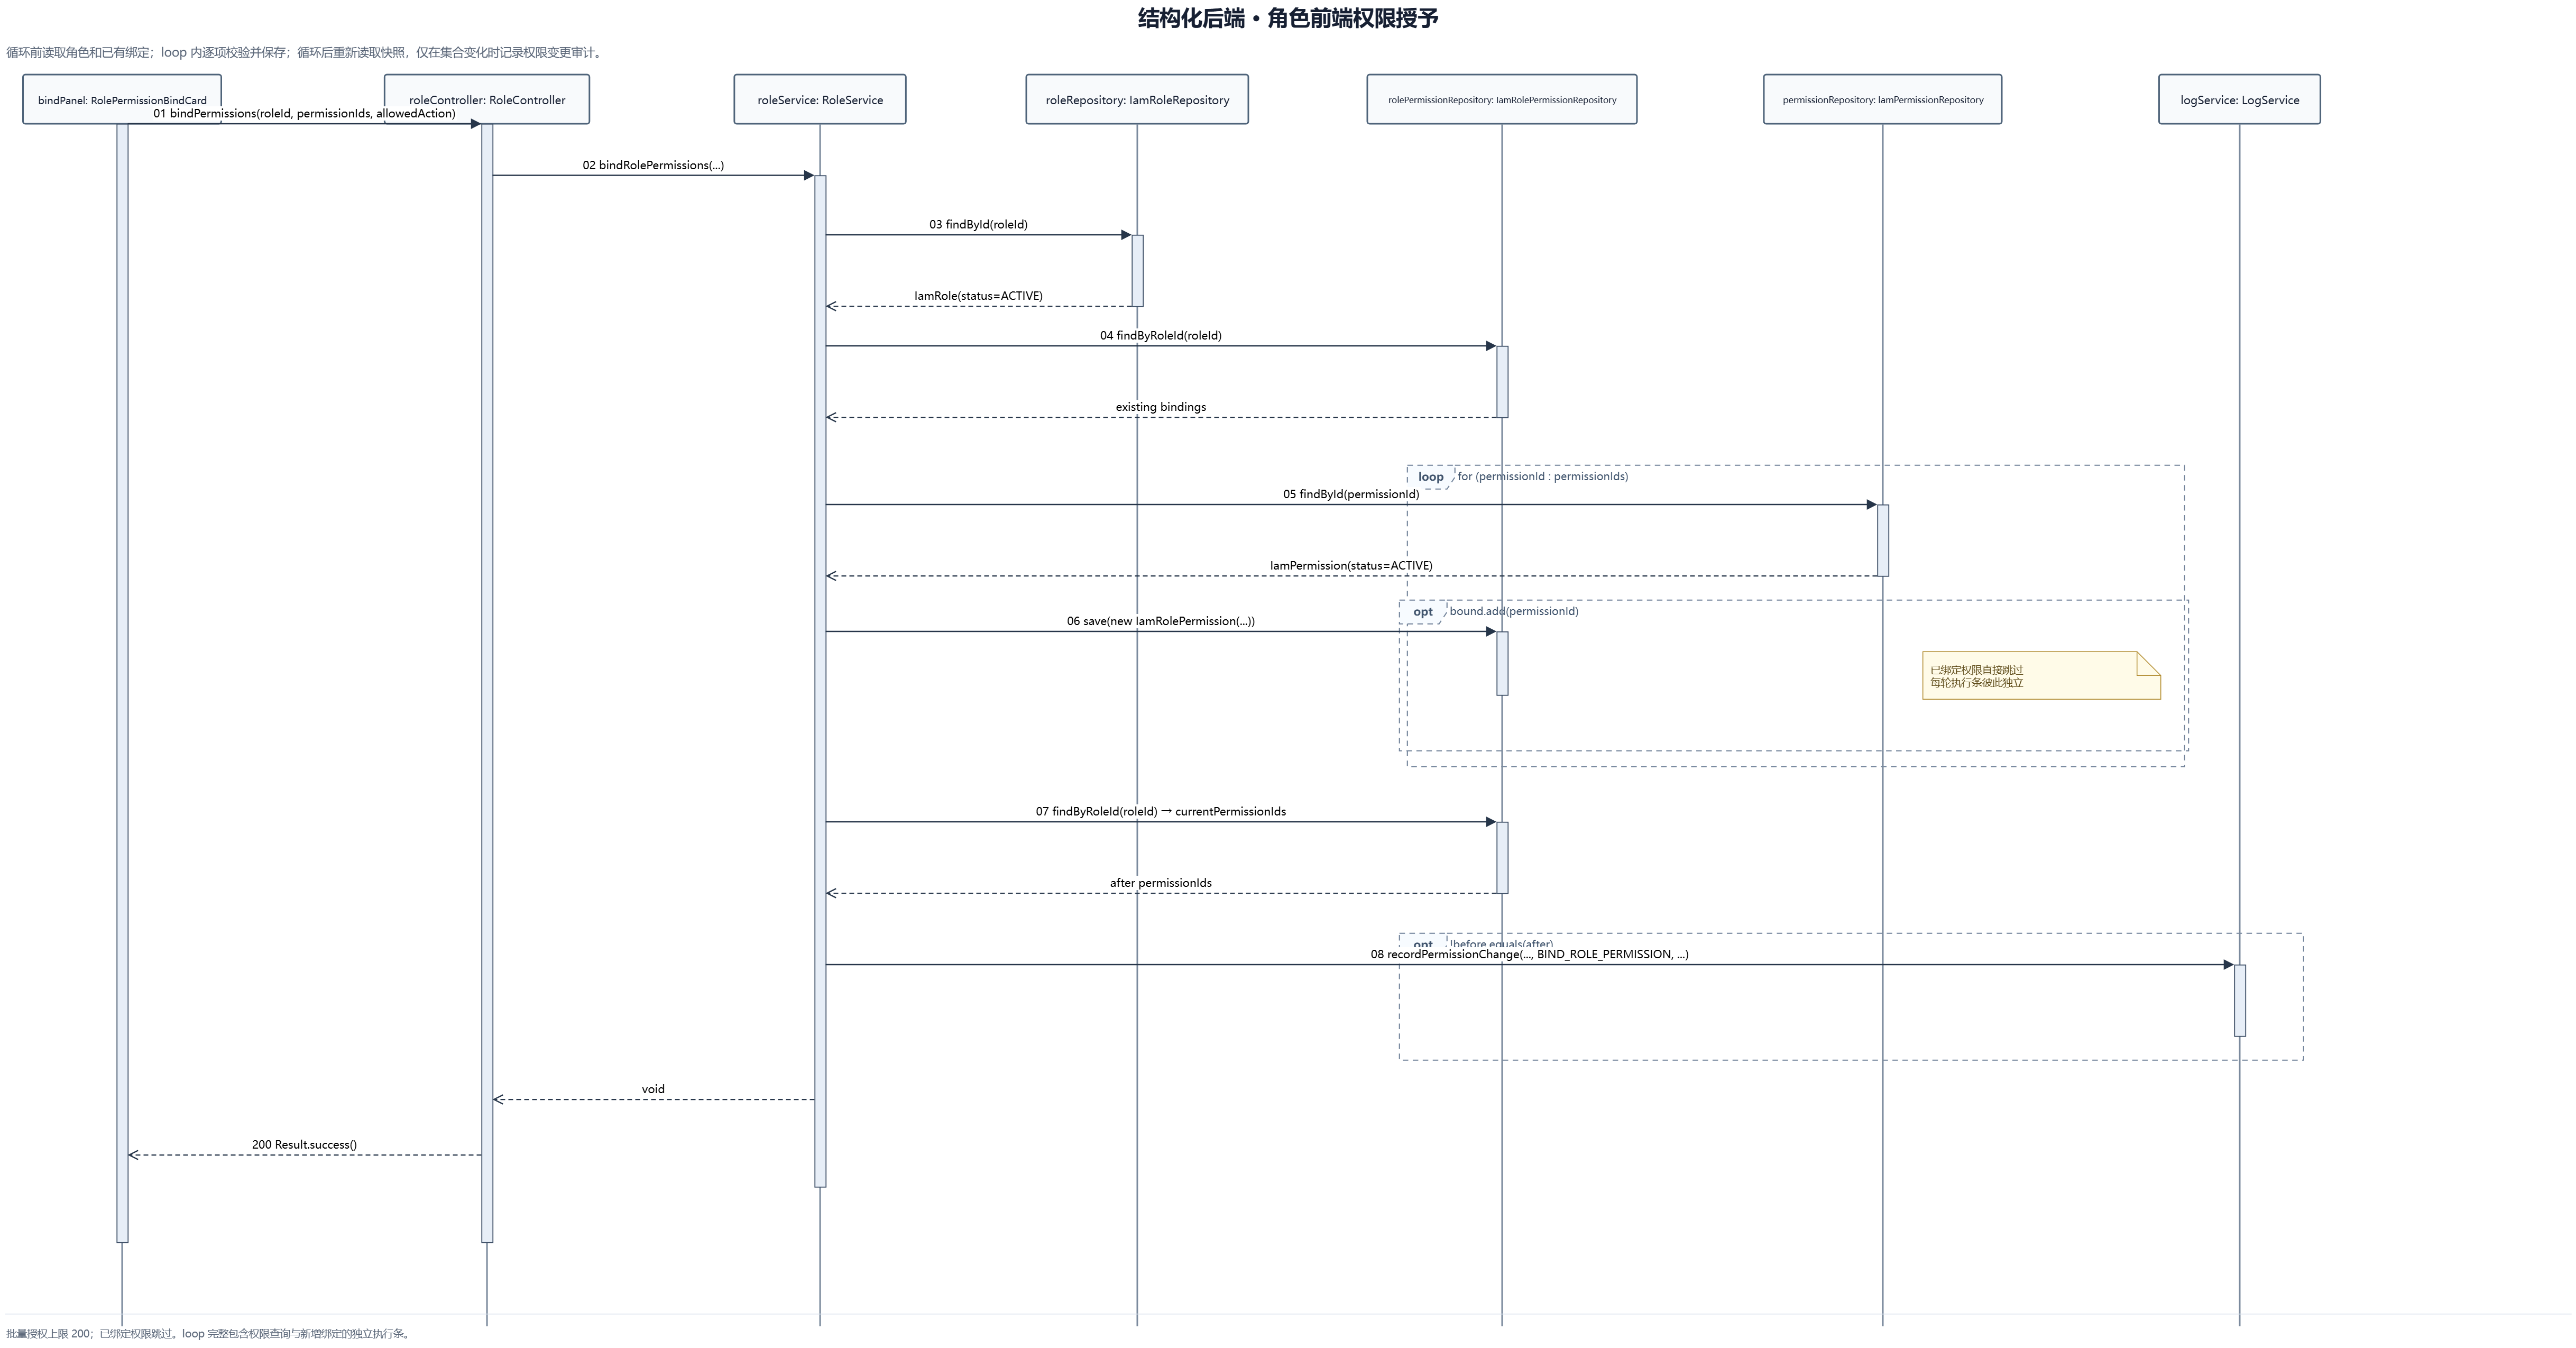 结构化后端 · 角色前端权限授予
循环前读取角色和已有绑定；loop 内逐项校验并保存；循环后重新读取快照，仅在集合变化时记录权限变更审计。
bindPanel: RolePermissionBindCard
roleController: RoleController
roleService: RoleService
roleRepository: IamRoleRepository
rolePermissionRepository: IamRolePermissionRepository
permissionRepository: IamPermissionRepository
logService: LogService
01 bindPermissions(roleId, permissionIds, allowedAction)
02 bindRolePermissions(...)
03 findById(roleId)
IamRole(status=ACTIVE)
04 findByRoleId(roleId)
existing bindings
loop
for (permissionId : permissionIds)
05 findById(permissionId)
IamPermission(status=ACTIVE)
opt
bound.add(permissionId)
06 save(new IamRolePermission(...))
已绑定权限直接跳过
每轮执行条彼此独立
07 findByRoleId(roleId) → currentPermissionIds
after permissionIds
opt
!before.equals(after)
08 recordPermissionChange(..., BIND_ROLE_PERMISSION, ...)
void
200 Result.success()
批量授权上限 200；已绑定权限跳过。loop 完整包含权限查询与新增绑定的独立执行条。